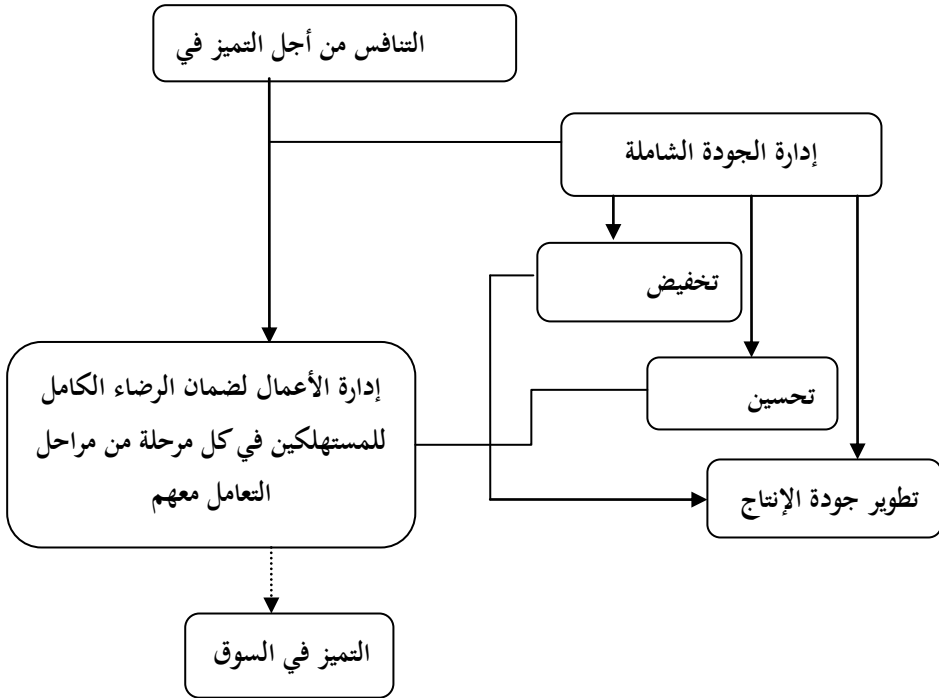 التنافس من أجل التميز في
إدارة الجودة الشاملة
تخفيض
تحسين
إدارة الأعمال لضمان الرضاء الكامل
للمستهلكين في كل مرحلة من مراحل
التعامل معهم
تطوير جودة الإنتاج
التميز في السوق